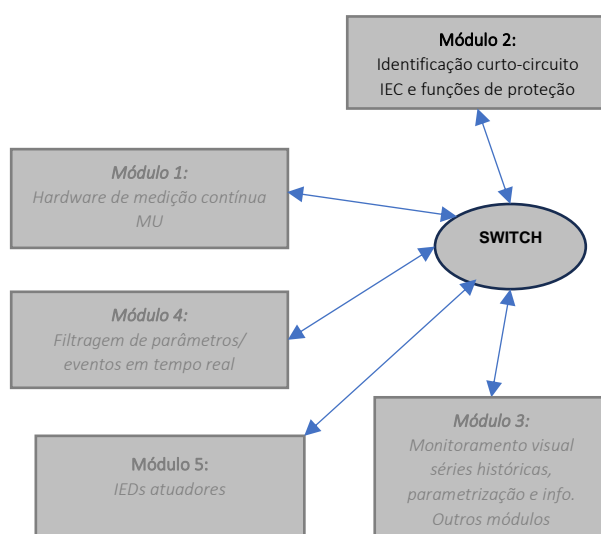 Módulo 2:
Identificação curto-circuito
IEC e funções de proteção
Módulo 1:
Hardware de medição contínua
MU
SWITCH
Módulo 4:
Filtragem de parâmetros/
eventos em tempo real
Módulo 3:
Monitoramento visual
séries históricas,
parametrização e info.
Outros módulos
Módulo 5:
IEDs atuadores